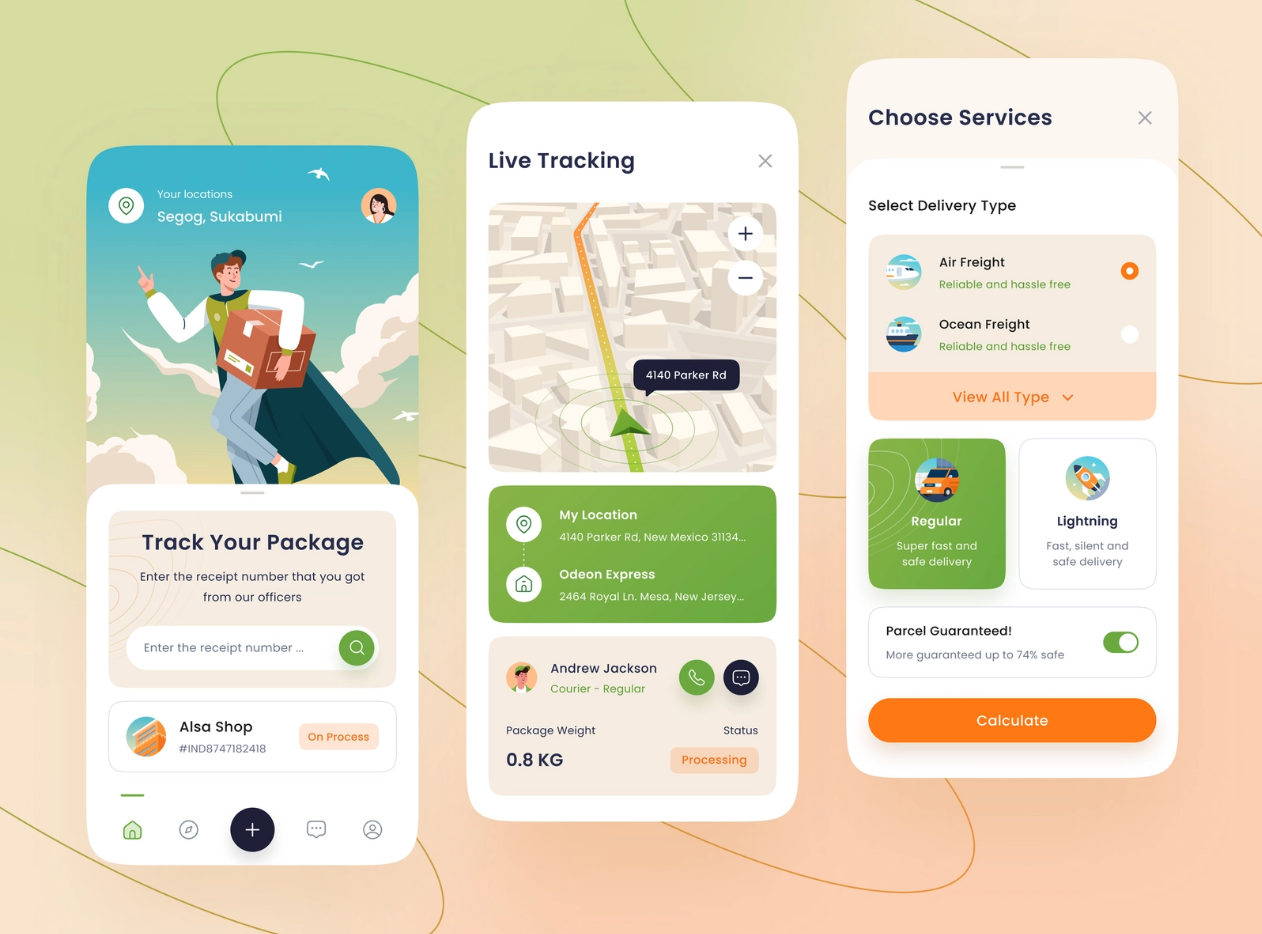 Your locations
Segog, Sukabumi
Track Your Package
Enter the receipt number that you got
from our officers
Enter the receipt number ...
Alsa Shop
#IND8747182418
On Process
Live Tracking
4140 Parker Rd
My Location
4140 Parker Rd, New Mexico 31134...
Odeon Express
2464 Royal Ln. Mesa, New Jersey...
Andrew Jackson
Courier - Regular
Package Weight
Status
0.8 KG
Processing
Choose Services
Select Delivery Type
Air Freight
Reliable and hassle free
Ocean Freight
Reliable and hassle free
View All Type
Regular
Super fast and
safe delivery
Lightning
Fast, silent and
safe delivery
Parcel Guaranteed!
More guaranteed up to 74% safe
Calculate